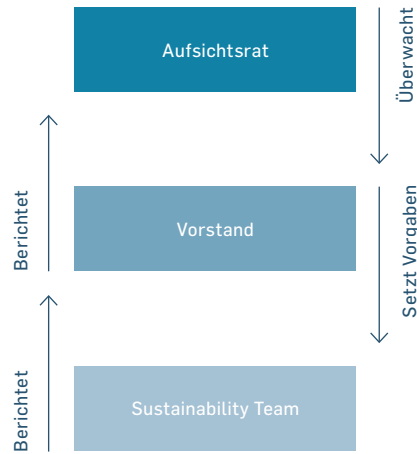 Aufsichtsrat
Überwacht
Berichtet
Vorstand
Setzt Vorgaben
Berichtet
Sustainability Team